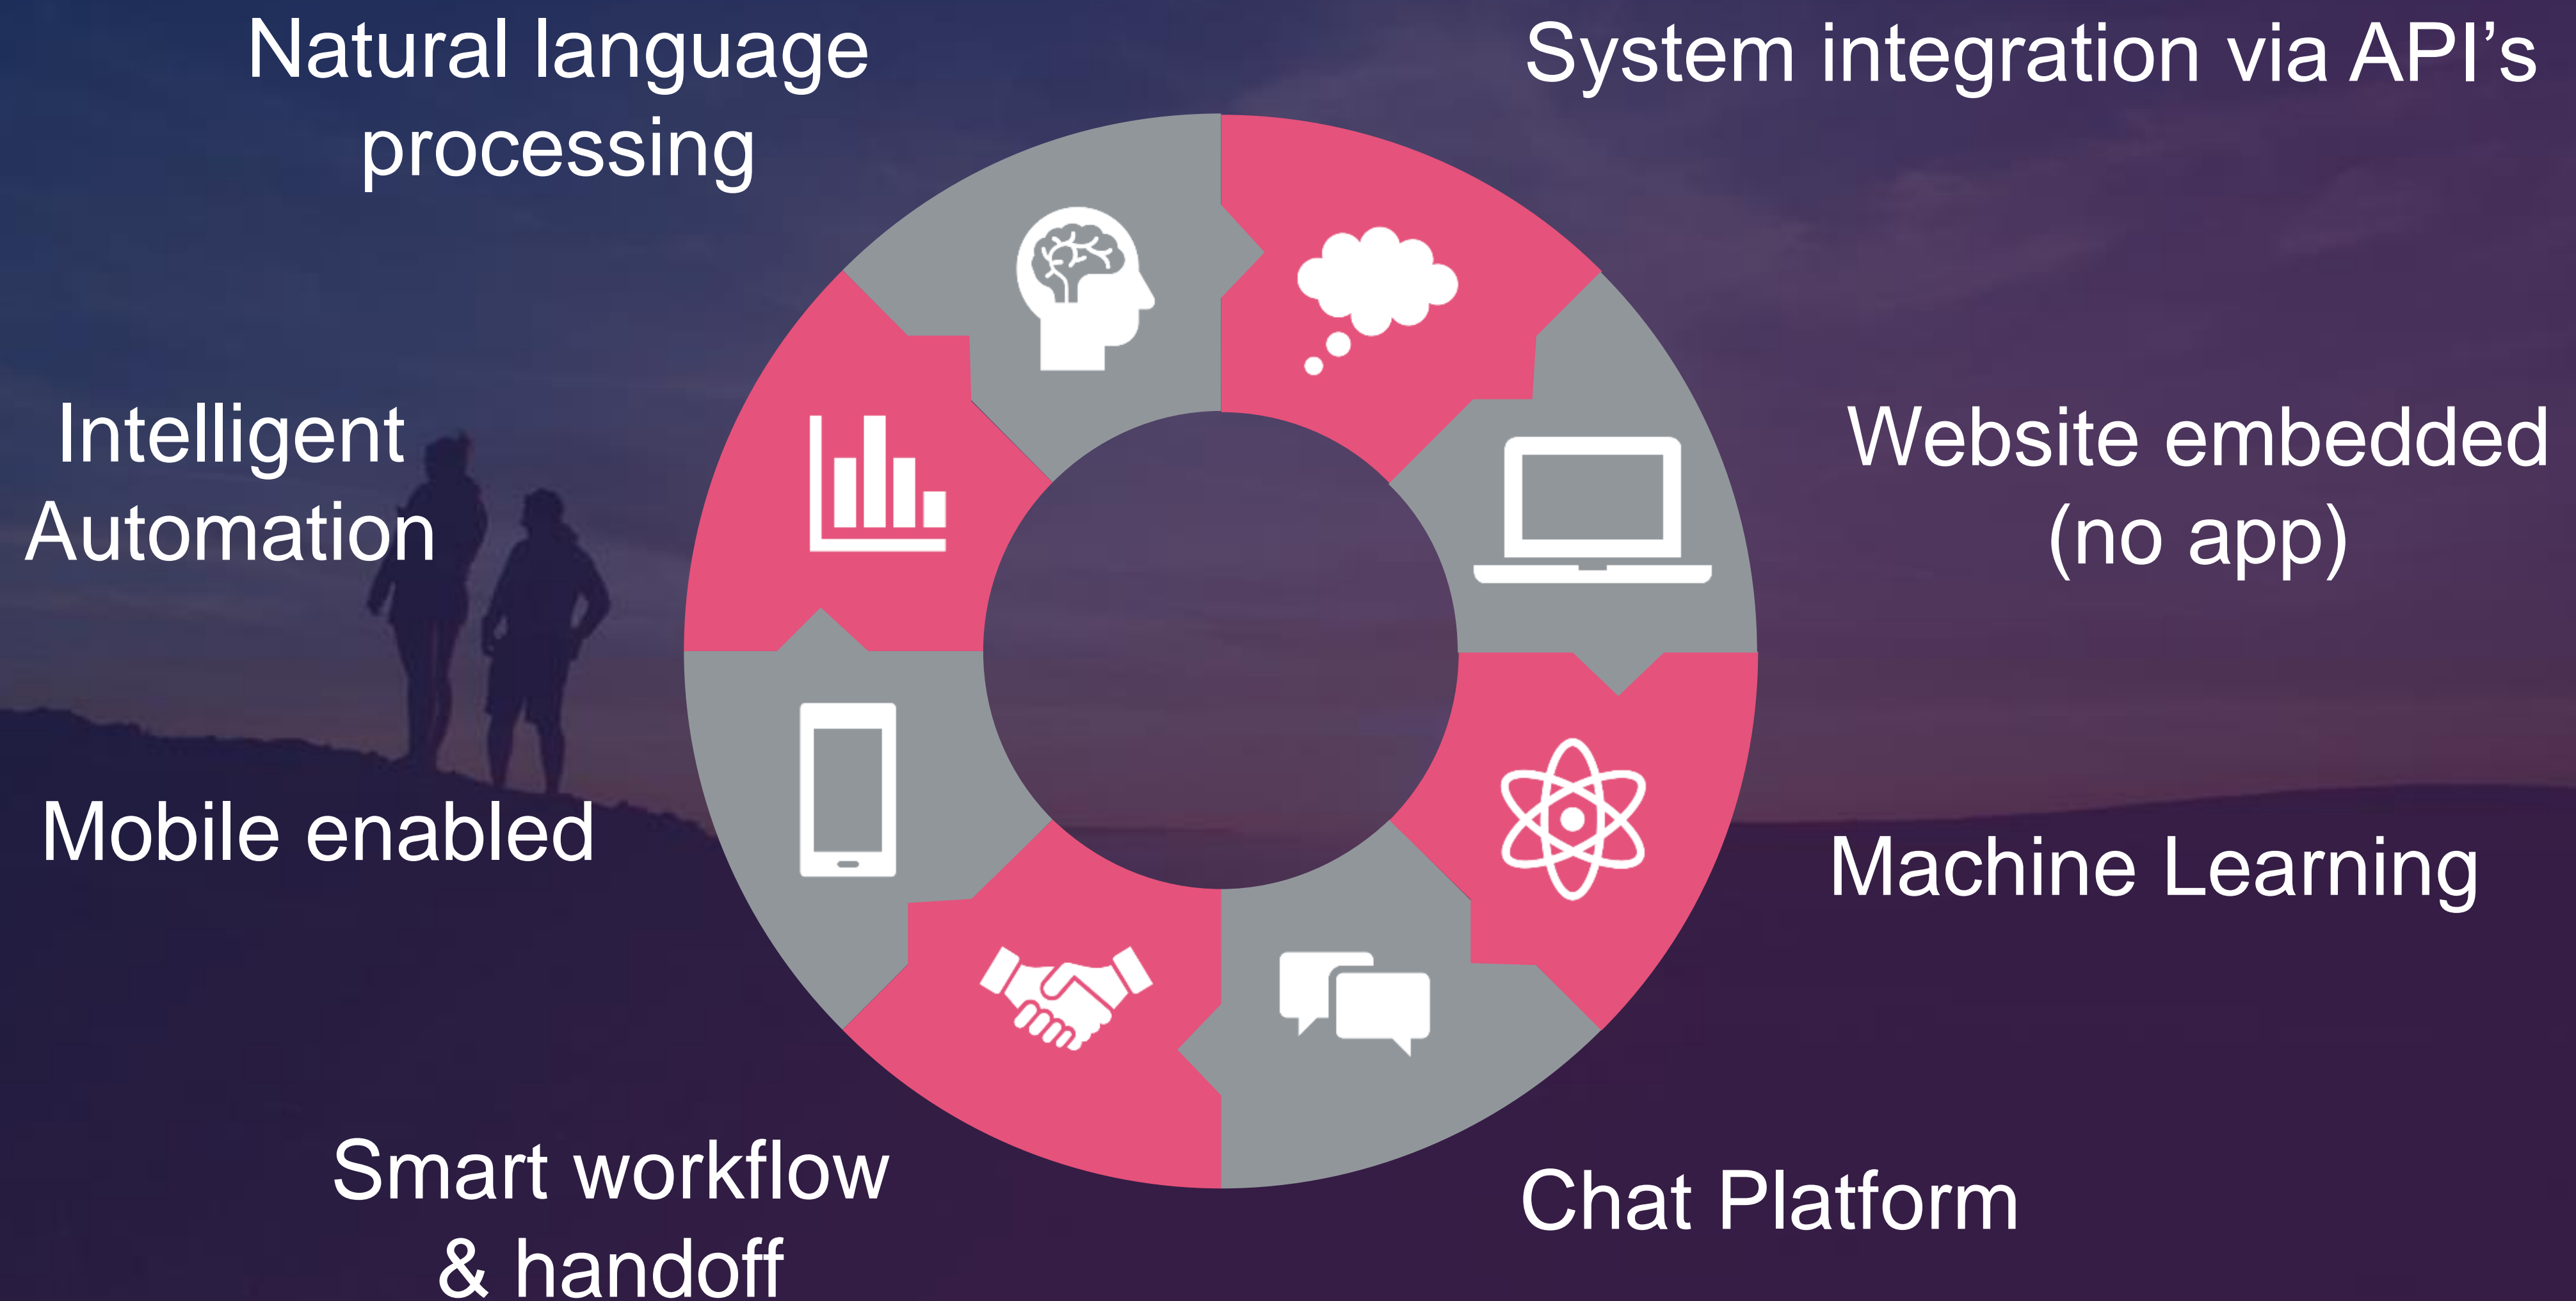 Natural language
processing
System integration via API’s
Intelligent
Automation
Website embedded
(no app)
Mobile enabled
Machine Learning
Smart workflow
& handoff
Chat Platform